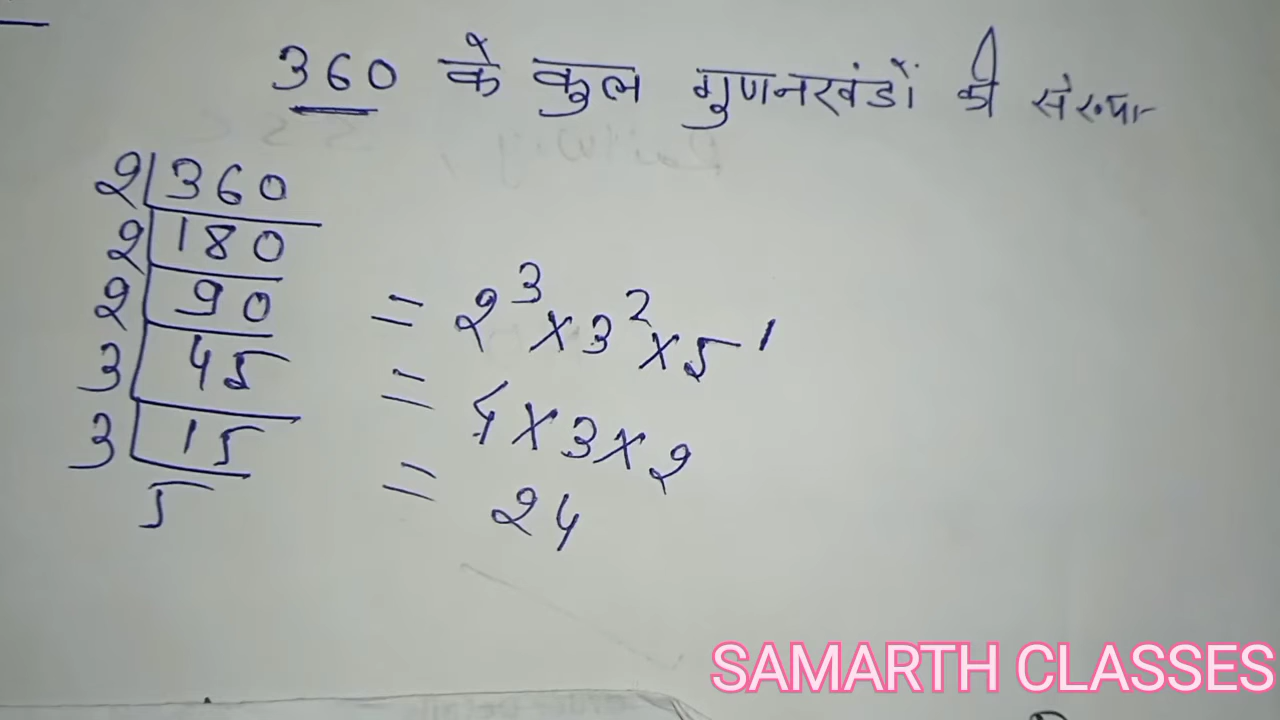 360 के कुल गुणनखंडों की संख्या
2 | 360
2 | 180
2 | 90
3 | 45
3 | 15
5
= 2³ × 3² × 5¹
= 4 × 3 × 2
= 24
SAMARTH CLASSES